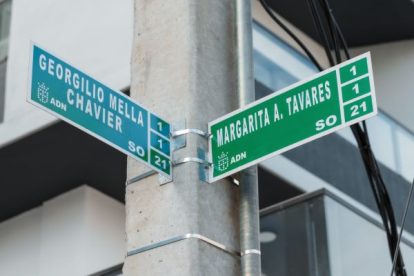 GEORGILIO MELLA
CHAVIER
ADN
1
1
SO 21
MARGARITA A. TAVARES
ADN
1
1
SO 21